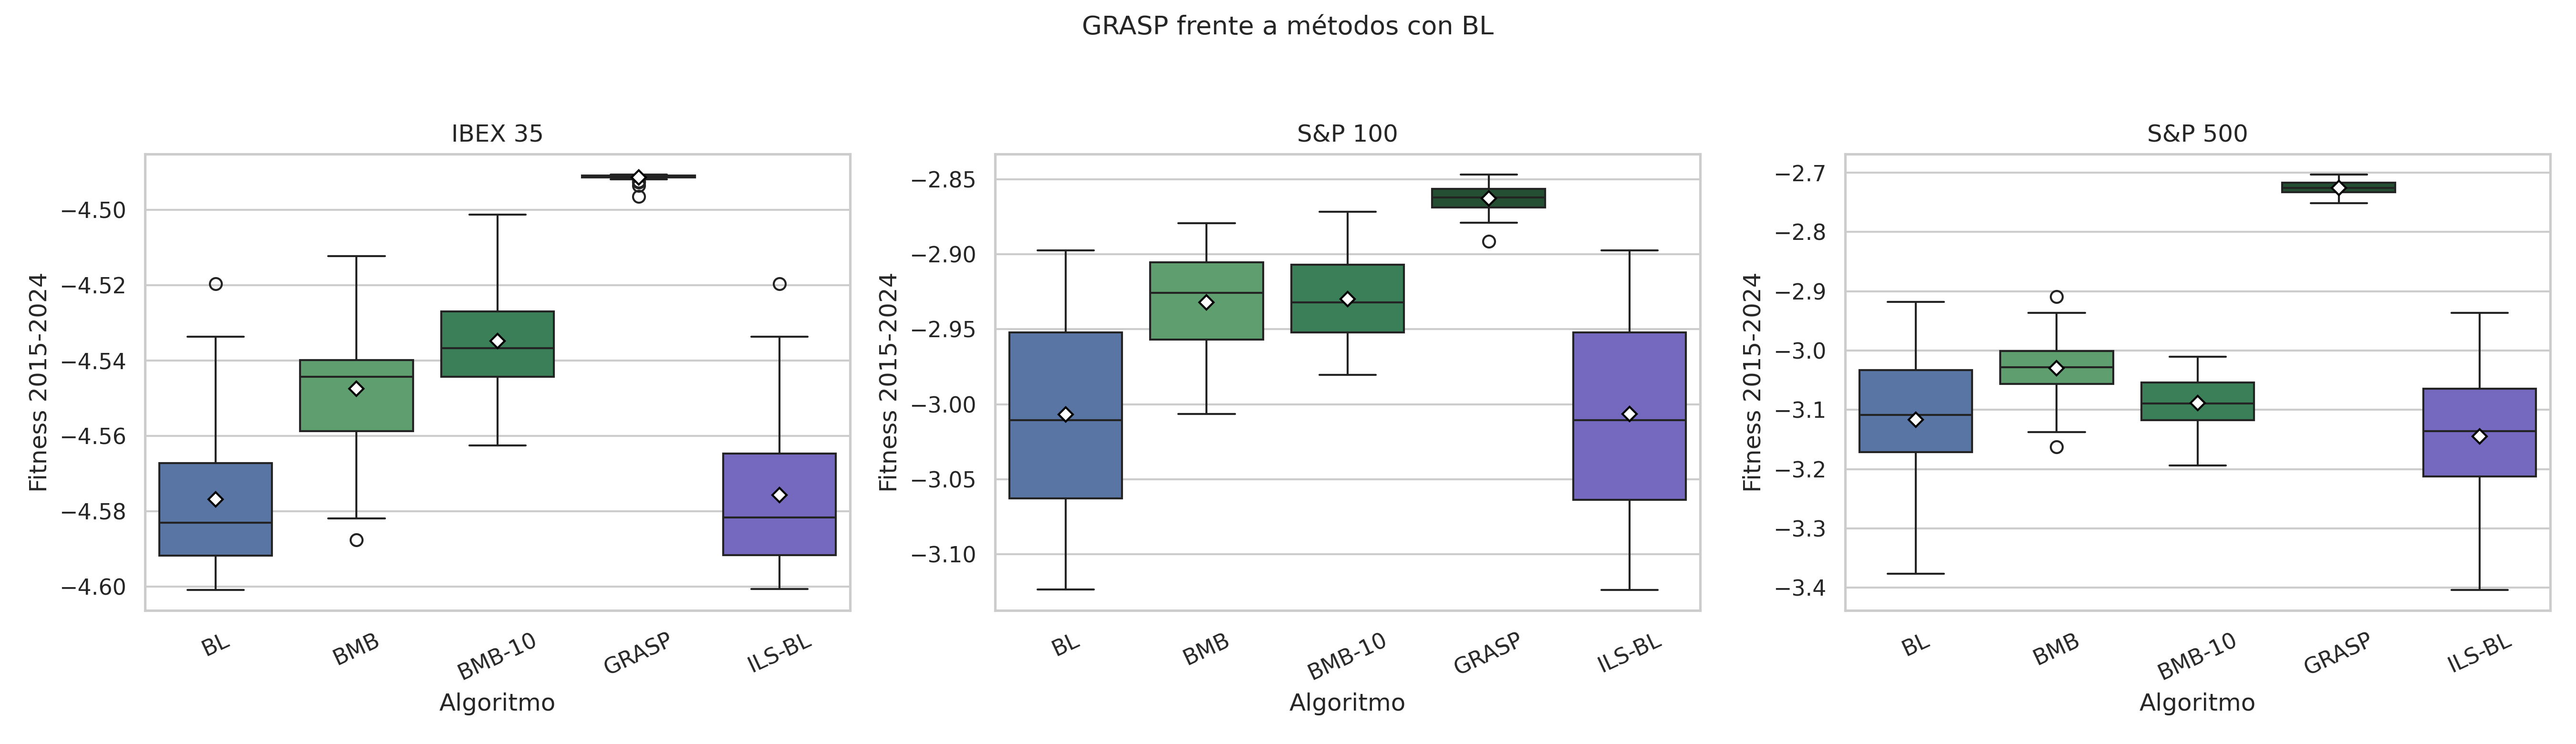 GRASP frente a métodos con BL
IBEX 35
Fitness 2015-2024
−4.50
−4.52
−4.54
−4.56
−4.58
−4.60
BL
BMB
BMB-10
GRASP
ILS-BL
Algoritmo
S&P 100
Fitness 2015-2024
−2.85
−2.90
−2.95
−3.00
−3.05
−3.10
BL
BMB
BMB-10
GRASP
ILS-BL
Algoritmo
S&P 500
Fitness 2015-2024
−2.7
−2.8
−2.9
−3.0
−3.1
−3.2
−3.3
−3.4
BL
BMB
BMB-10
GRASP
ILS-BL
Algoritmo